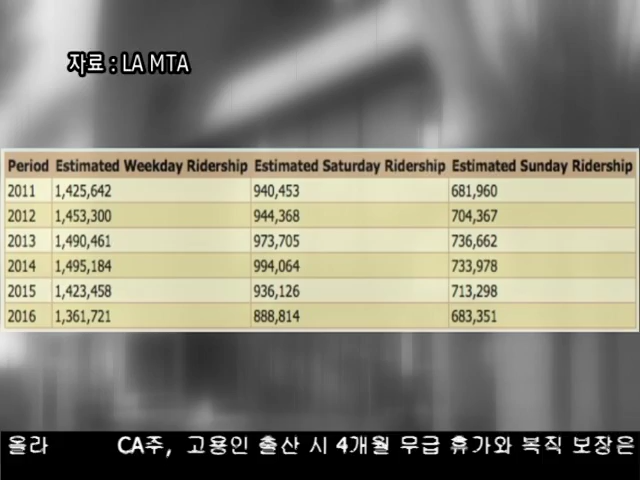 자료 : LA MTA
Period Estimated Weekday Ridership Estimated Saturday Ridership Estimated Sunday Ridership
2011 1,425,642 940,453 681,960
2012 1,453,300 944,368 704,367
2013 1,490,461 973,705 736,662
2014 1,495,184 994,064 733,978
2015 1,423,458 936,126 713,298
2016 1,361,721 888,814 683,351
올라 CA주, 고용인 출산 시 4개월 무급 휴가와 복직 보장은